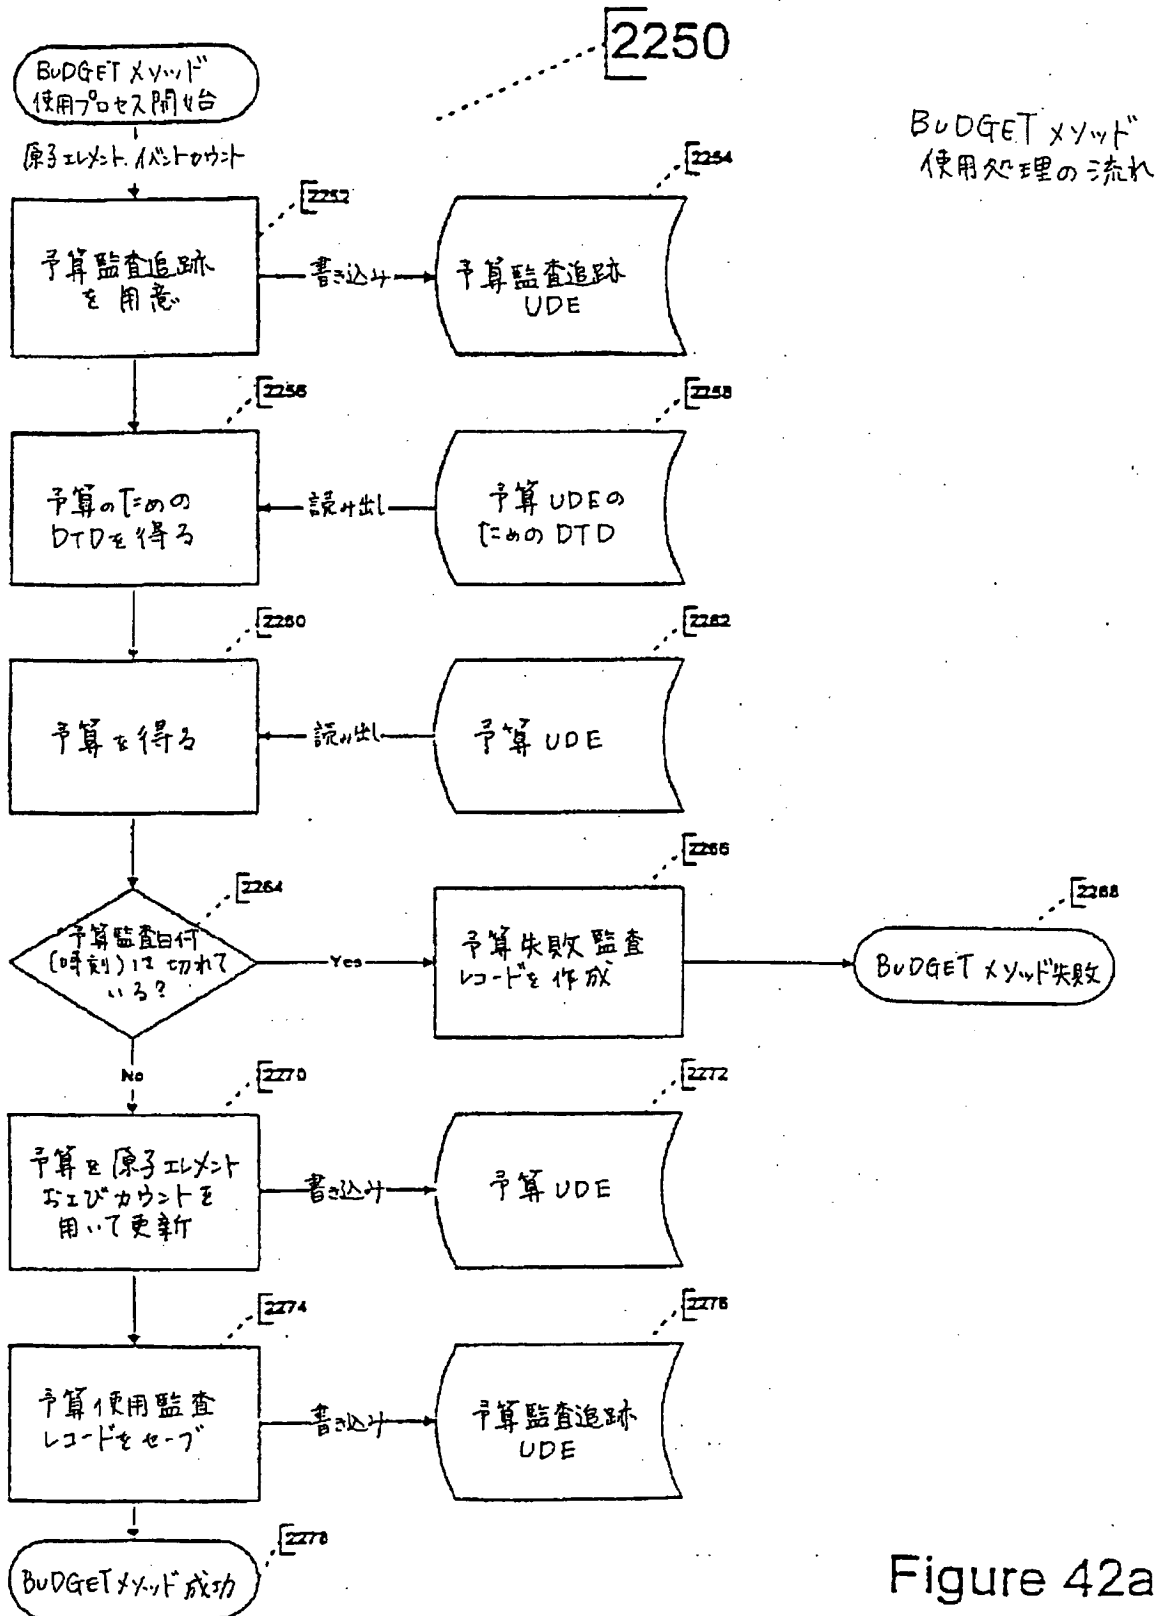 2250
BUDGETメソッド
使用プロセス開始
BUDGETメソッド
使用処理の流れ
原子エレメント、イベントカウント
2252
2254
予算監査追跡
を用意
書き込み
予算監査追跡
UDE
2256
2258
予算のための
DTDを得る
読み出し
予算UDEの
ためのDTD
2260
2262
予算を得る
読み出し
予算UDE
2264
2266
2268
予算監査日付
(時刻)は切れて
いる?
Yes
予算失敗監査
レコードを作成
BUDGETメソッド失敗
No
2270
2272
予算を原子エレメント
およびカウントを
用いて更新
書き込み
予算UDE
2274
2276
予算使用監査
レコードをセーブ
書き込み
予算監査追跡
UDE
2278
BUDGETメソッド成功
Figure 42a